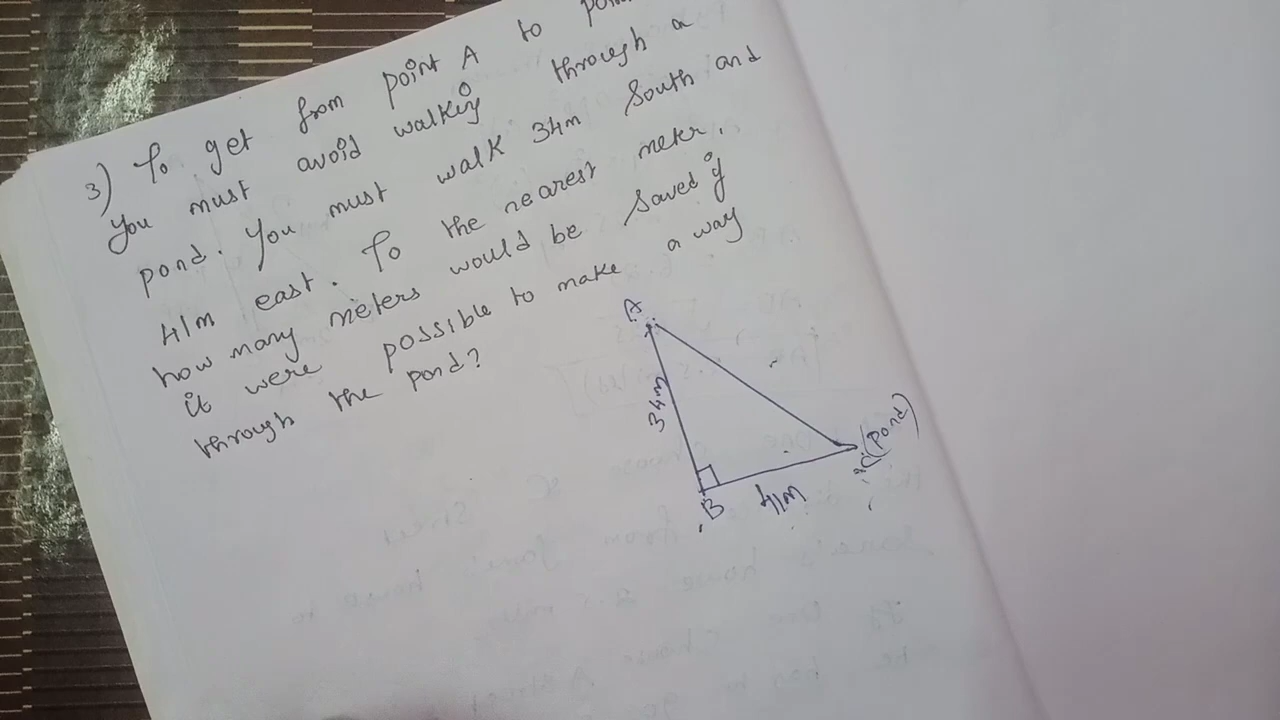 3) To get from point A to
you must avoid walking through a
pond. You must walk 34m South and
41m east. To the nearest meter,
how many meters would be saved if
it were possible to make a way
through the pond?
A
34m
B
41m
C(Pond)